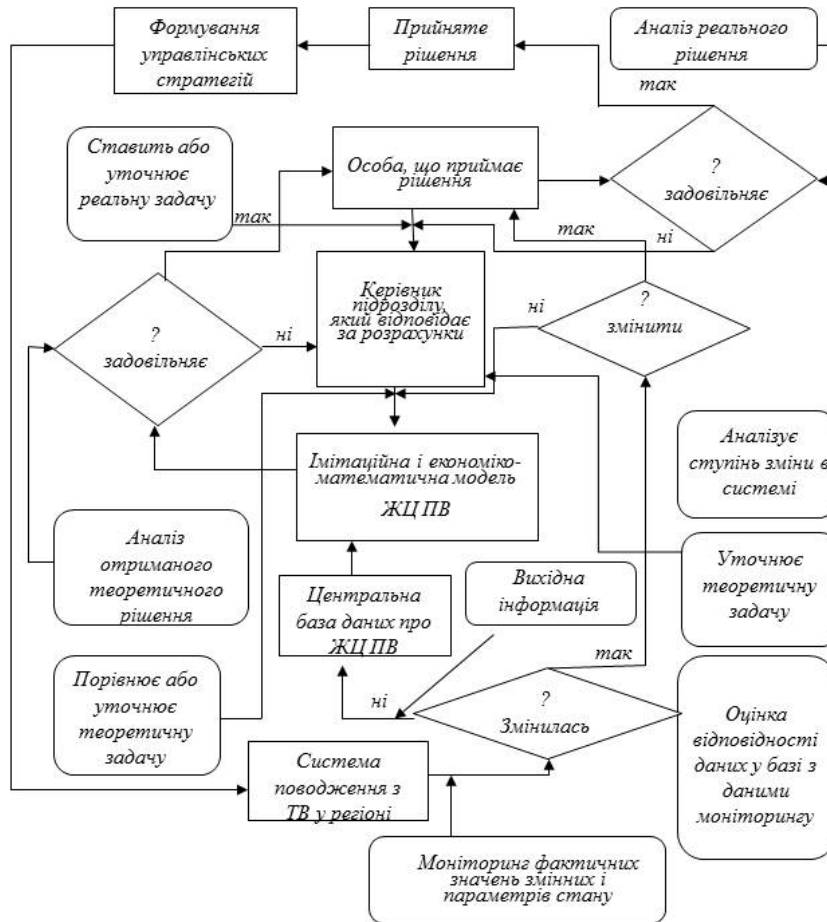 Формування
управлінських
стратегій
Прийняте
рішення
Аналіз реального
рішення
так
Ставить або
уточнює
реальну задачу
Особа, що приймає
рішення
?
задовільняє
так
так
ні
Керівник
підрозділу,
який відповідає
за розрахунки
?
задовільняє
ні
ні
?
змінити
Імітаційна і економіко-
математична модель
ЖЦ ПВ
Аналізує
ступінь зміни в
системі
Аналіз
отриманого
теоретичного
рішення
Центральна
база даних про
ЖЦ ПВ
Вихідна
інформація
Уточнює
теоретичну
задачу
так
Порівнює або
уточнює
теоретичну
задачу
ні
?
Змінилась
Оцінка
відповідності
даних у базі з
даними
моніторингу
Система
поводження з
ТВ у регіоні
Моніторинг фактичних
значень змінних і
параметрів стану